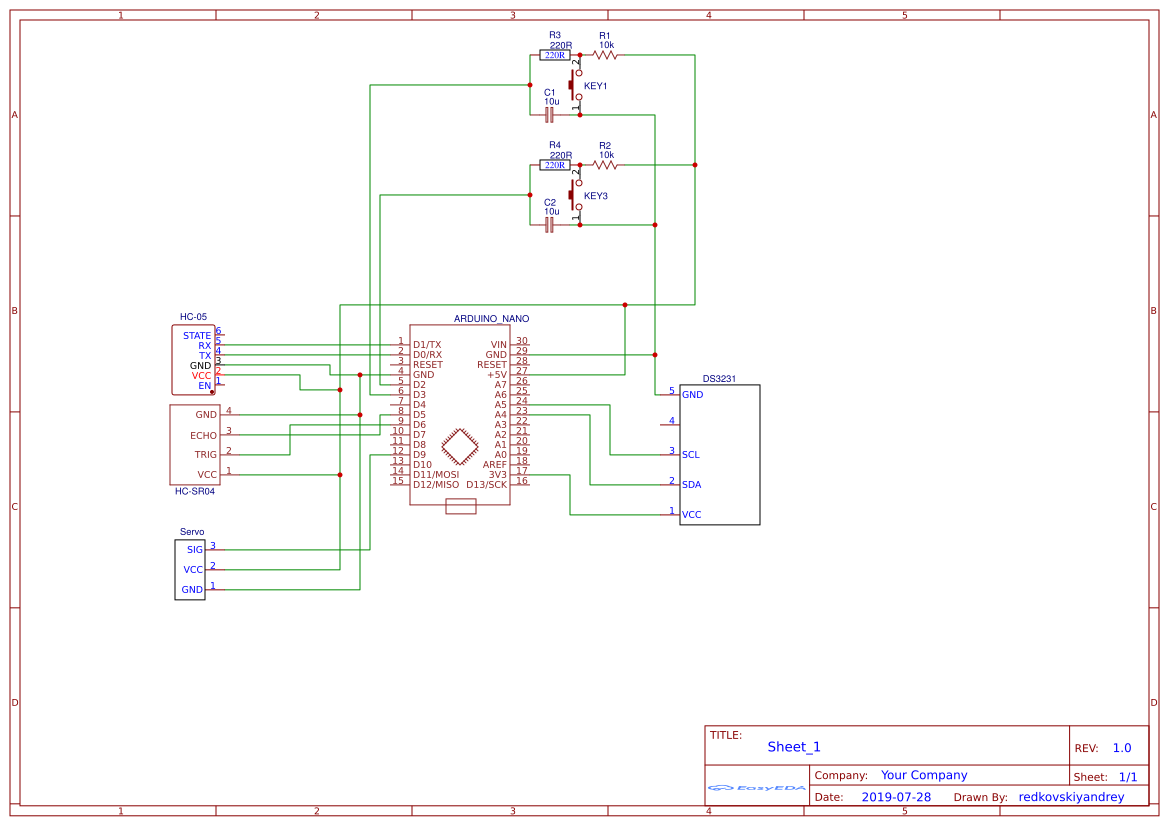 1 2 3 4 5
A A
B B
C C
D D
1 2 3 4 5
R3
220R
220R
R1
10k
2
KEY1
1
C1
10u
R4
220R
220R
R2
10k
2
KEY3
1
C2
10u
HC-05
STATE 6
RX 5
TX 4
GND 3
VCC 2
EN 1
GND 4
ECHO 3
TRIG 2
VCC 1
HC-SR04
Servo
SIG 3
VCC 2
GND 1
ARDUINO_NANO
1 D1/TX VIN 30
2 D0/RX GND 29
3 RESET RESET 28
4 GND +5V 27
5 D2 A7 26
6 D3 A6 25
7 D4 A5 24
8 D5 A4 23
9 D6 A3 22
10 D7 A2 21
11 D8 A1 20
12 D9 A0 19
13 D10 AREF 18
14 D11/MOSI 3V3 17
15 D12/MISO D13/SCK 16
DS3231
5 GND
4
3 SCL
2 SDA
1 VCC
TITLE:
Sheet_1
REV: 1.0
EasyEDA
Company: Your Company
Sheet: 1/1
Date: 2019-07-28 Drawn By: redkovskiyandrey